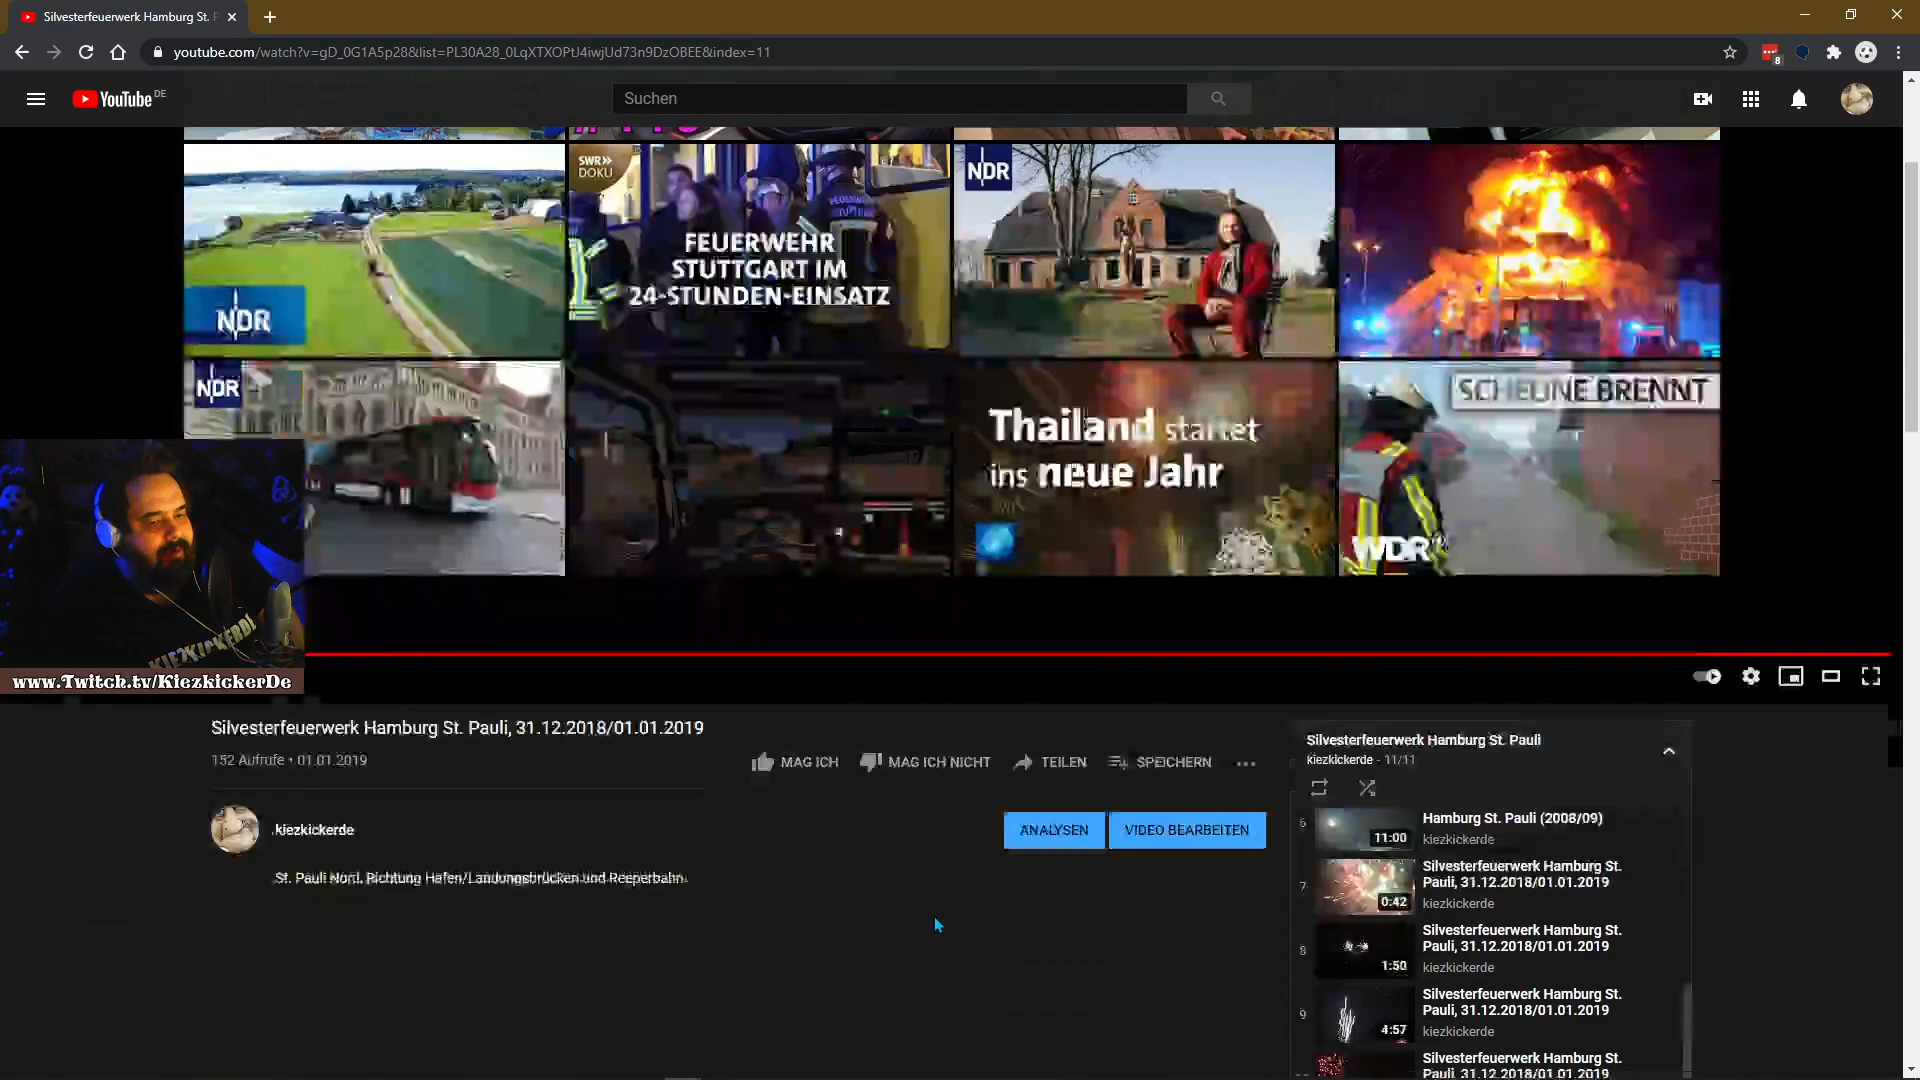 Silvesterfeuerwerk Hamburg St. P
youtube.com/watch?v=gD_0G1A5p28&list=PL30A28_0LqXTXOPtJ4iwjUd73n9DzOBEE&index=11
8
YouTube DE
Suchen
NDR
SWR»
DOKU
FEUERWEHR
STUTTGART IM
24-STUNDEN-EINSATZ
NDR
NDR
Thailand startet
ins neue Jahr
SCHEUNE BRENNT
WDR
KIEZKICKERDE
www.Twitch.tv/KiezkickerDe
Silvesterfeuerwerk Hamburg St. Pauli, 31.12.2018/01.01.2019
152 Aufrufe • 01.01.2019
MAG ICH
MAG ICH NICHT
TEILEN
SPEICHERN
kiezkickerde
ANALYSEN
VIDEO BEARBEITEN
St. Pauli Nord, Richtung Hafen/Landungsbrücken und Reeperbahn.
Silvesterfeuerwerk Hamburg St. Pauli
kiezkickerde - 11/11
6
11:00
Hamburg St. Pauli (2008/09)
kiezkickerde
7
0:42
Silvesterfeuerwerk Hamburg St.
Pauli, 31.12.2018/01.01.2019
kiezkickerde
8
1:50
Silvesterfeuerwerk Hamburg St.
Pauli, 31.12.2018/01.01.2019
kiezkickerde
9
4:57
Silvesterfeuerwerk Hamburg St.
Pauli, 31.12.2018/01.01.2019
kiezkickerde
Silvesterfeuerwerk Hamburg St.
Pauli, 31.12.2018/01.01.2019